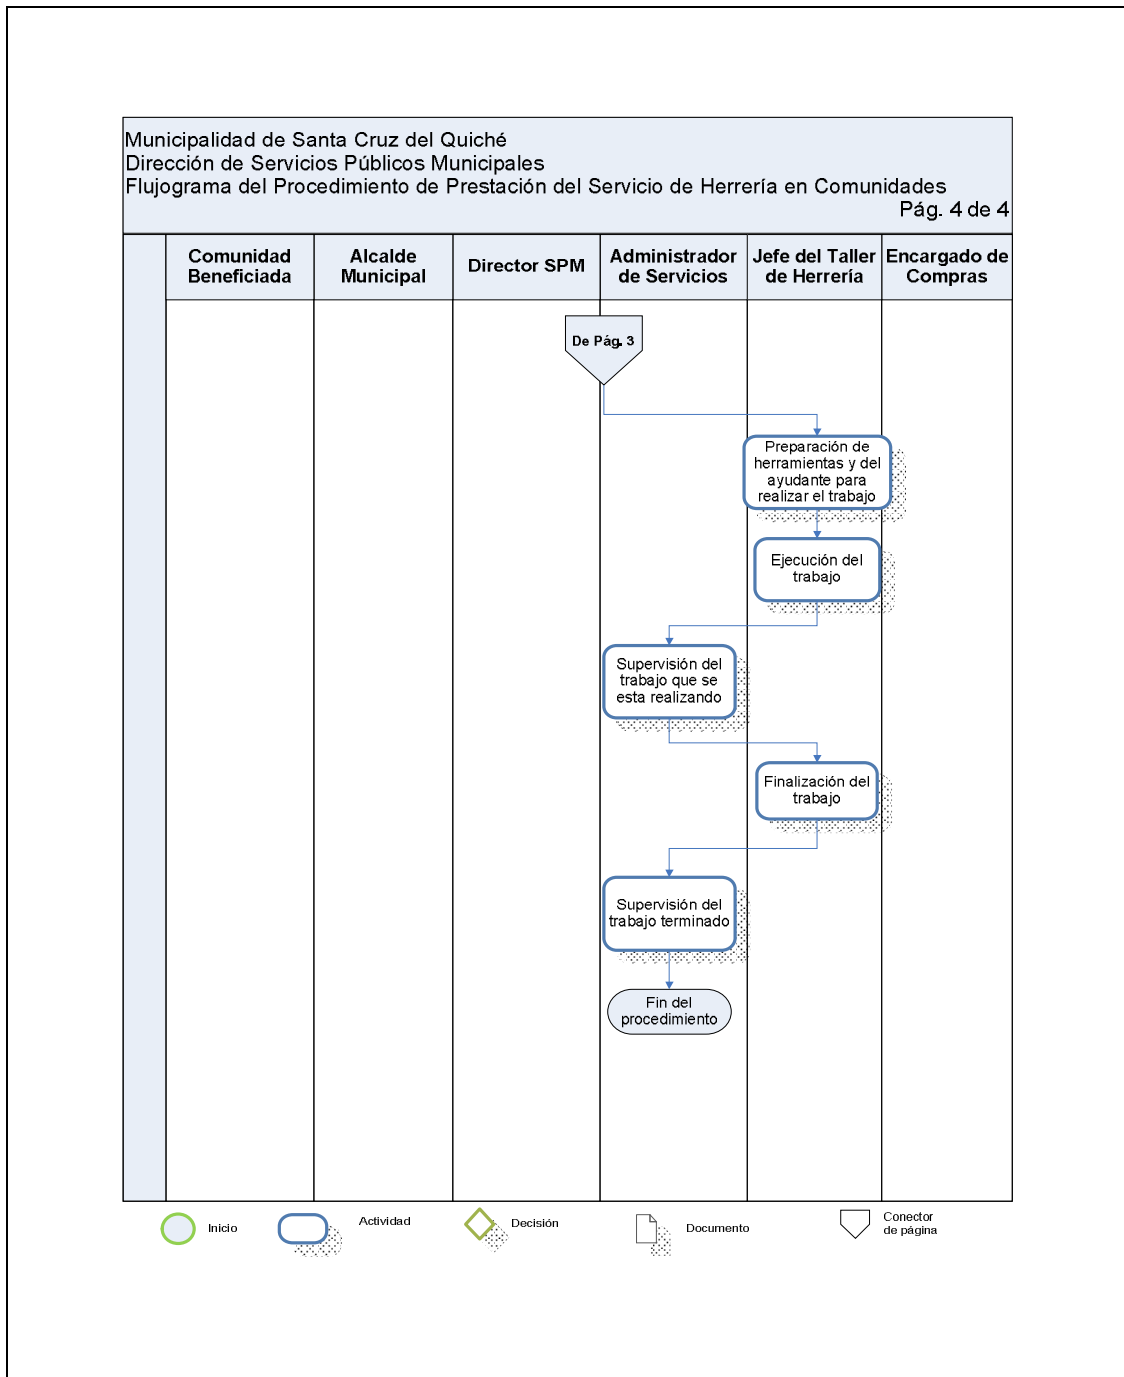 Municipalidad de Santa Cruz del Quiché
Dirección de Servicios Públicos Municipales
Flujograma del Procedimiento de Prestación del Servicio de Herrería en Comunidades
Pág. 4 de 4
Comunidad
Beneficiada
Alcalde
Municipal
Director SPM
Administrador
de Servicios
Jefe del Taller
de Herrería
Encargado de
Compras
De Pág. 3
Preparación de
herramientas y del
ayudante para
realizar el trabajo
Ejecución del
trabajo
Supervisión del
trabajo que se
esta realizando
Finalización del
trabajo
Supervisión del
trabajo terminado
Fin del
procedimiento
Inicio
Actividad
Decisión
Documento
Conector
de página